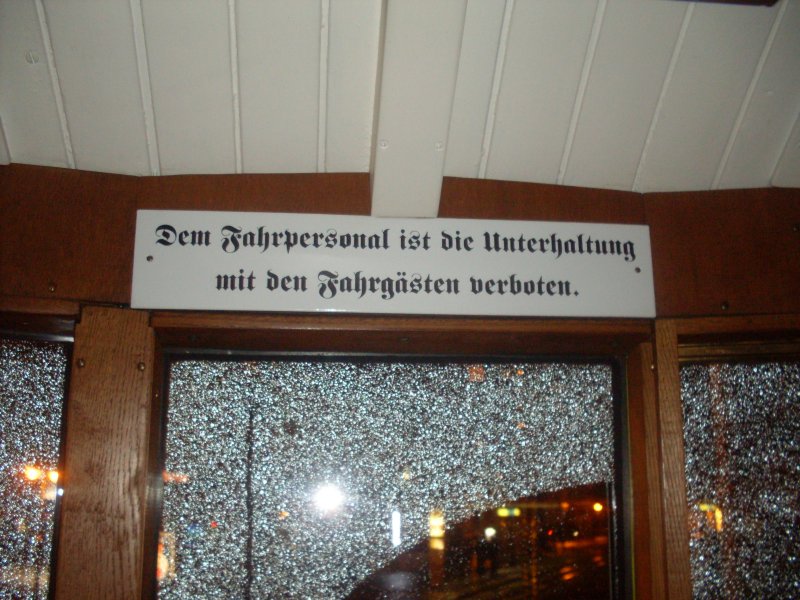 Dem Fahrpersonal ist die Unterhaltung
mit den Fahrgästen verboten.